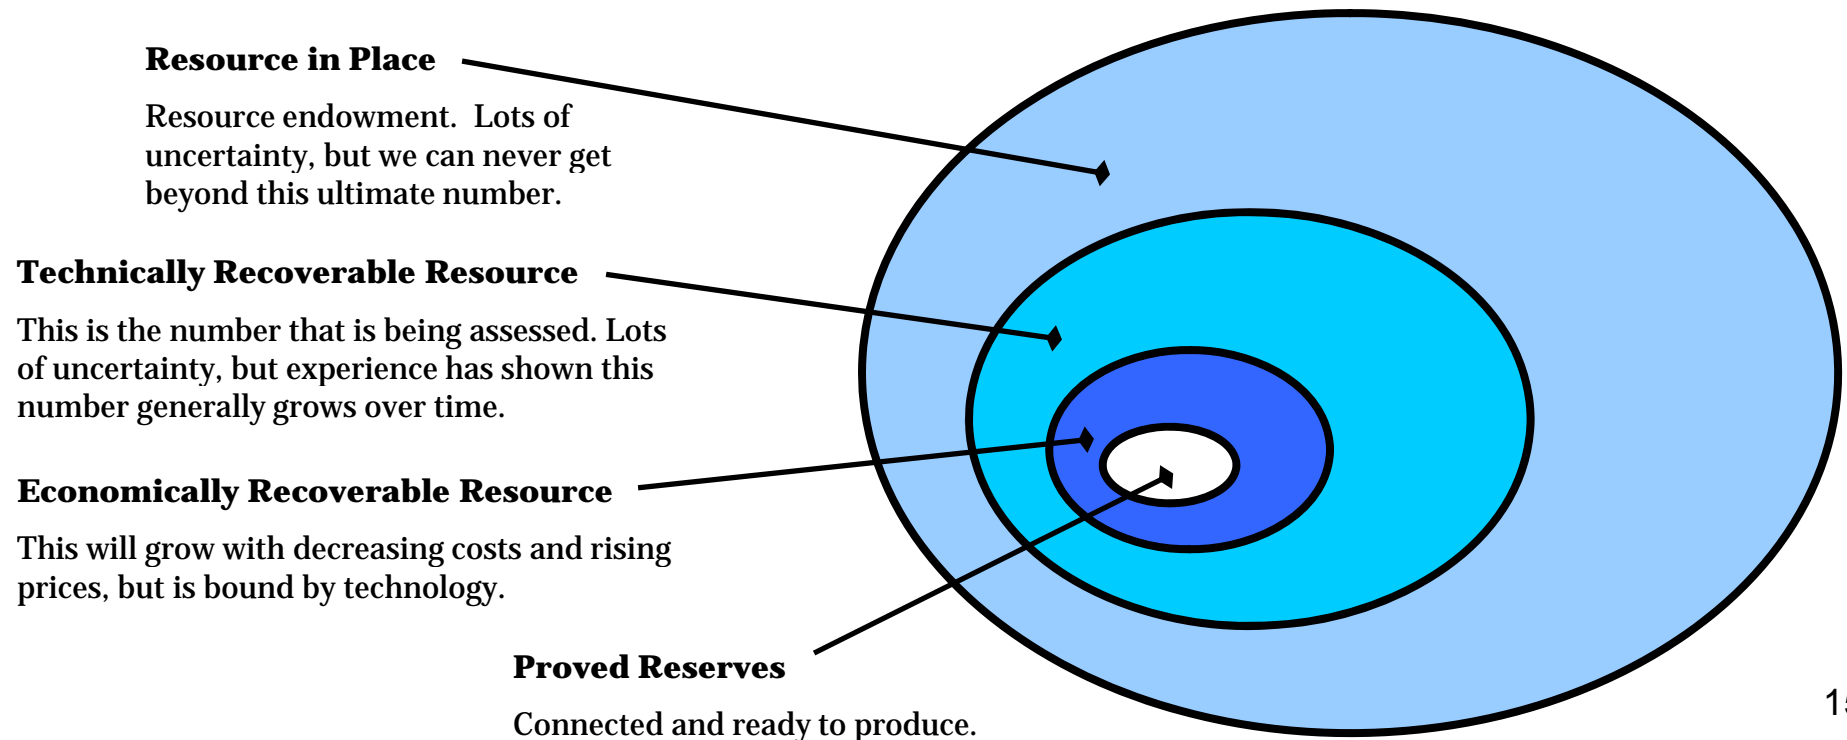 Resource in Place
Resource endowment.  Lots of
uncertainty, but we can never get
beyond this ultimate number.
Technically Recoverable Resource
This is the number that is being assessed. Lots
of uncertainty, but experience has shown this
number generally grows over time.
Economically Recoverable Resource
This will grow with decreasing costs and rising
prices, but is bound by technology.
Proved Reserves
Connected and ready to produce.
15